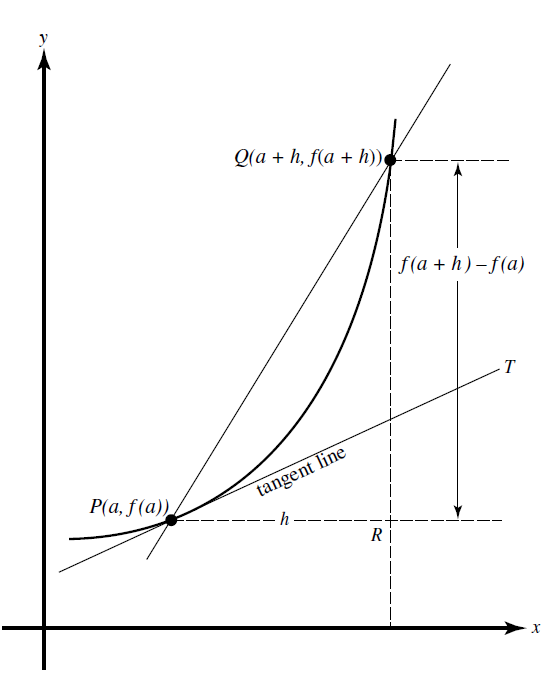 y
Q(a + h, f(a + h))
f(a + h) – f(a)
T
tangent line
P(a, f(a))
h
R
x